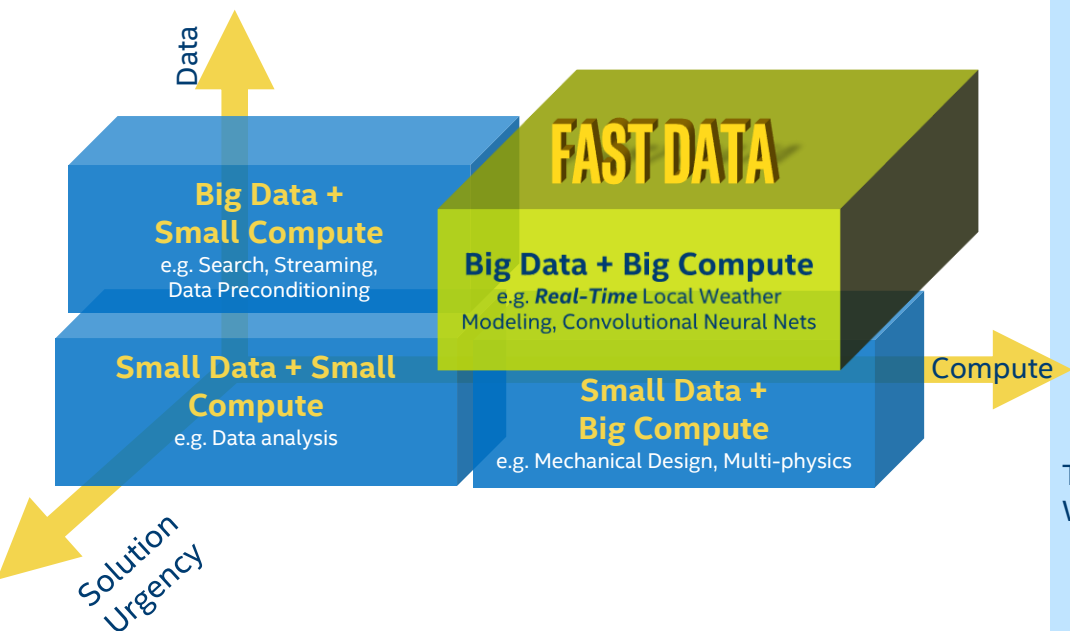 Data
FAST DATA
Big Data +
Small Compute
e.g. Search, Streaming,
Data Preconditioning
Big Data + Big Compute
e.g. Real-Time Local Weather
Modeling, Convolutional Neural Nets
Small Data + Small
Compute
e.g. Data analysis
Small Data +
Big Compute
e.g. Mechanical Design, Multi-physics
Compute
Solution
Urgency